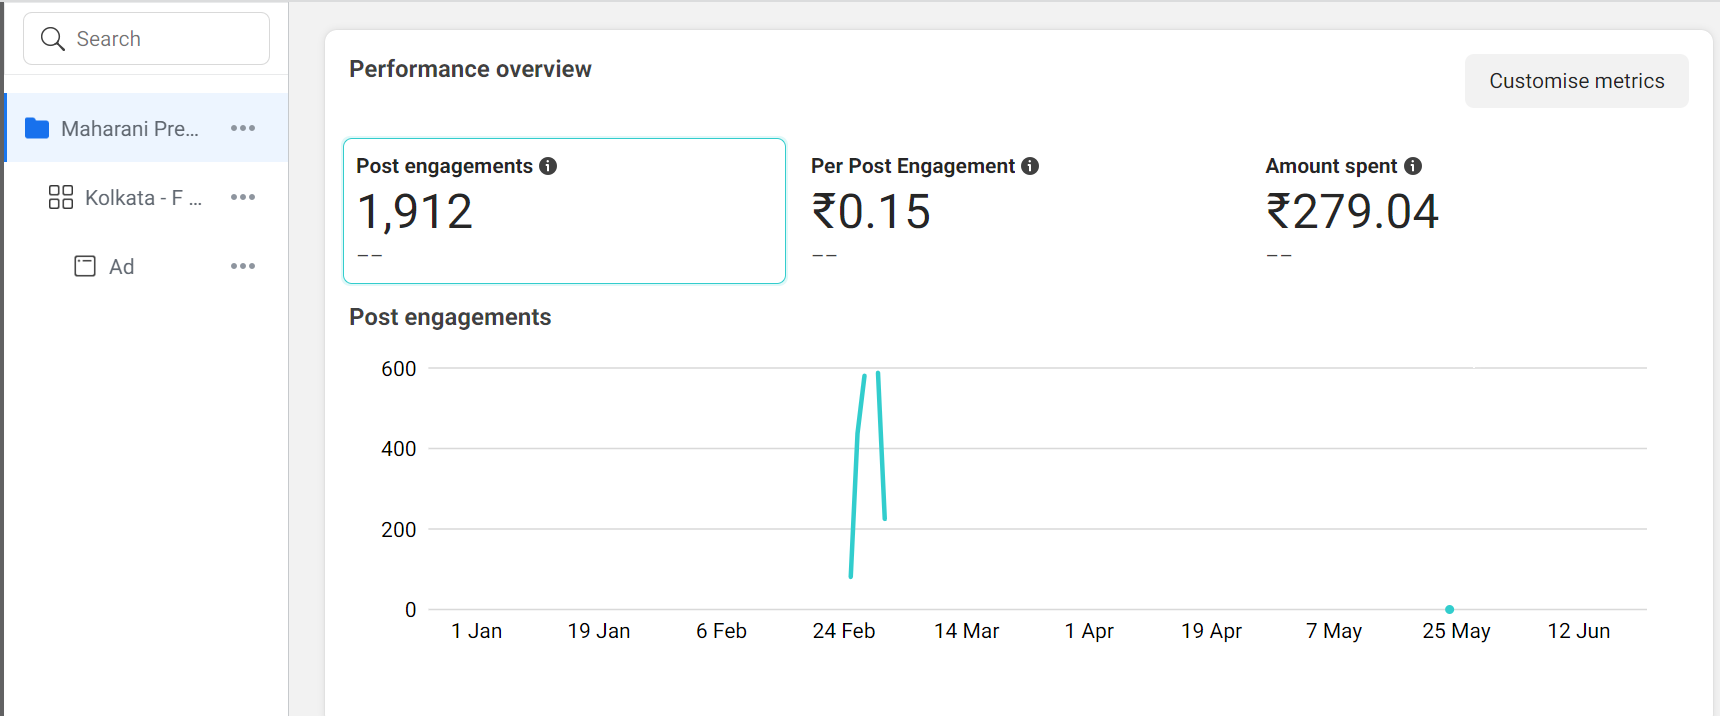 Search
Maharani Pre...
Kolkata - F ...
Ad
Performance overview
Customise metrics
Post engagements
1,912
--
Per Post Engagement
₹0.15
--
Amount spent
₹279.04
--
Post engagements
600
400
200
0
1 Jan 19 Jan 6 Feb 24 Feb 14 Mar 1 Apr 19 Apr 7 May 25 May 12 Jun